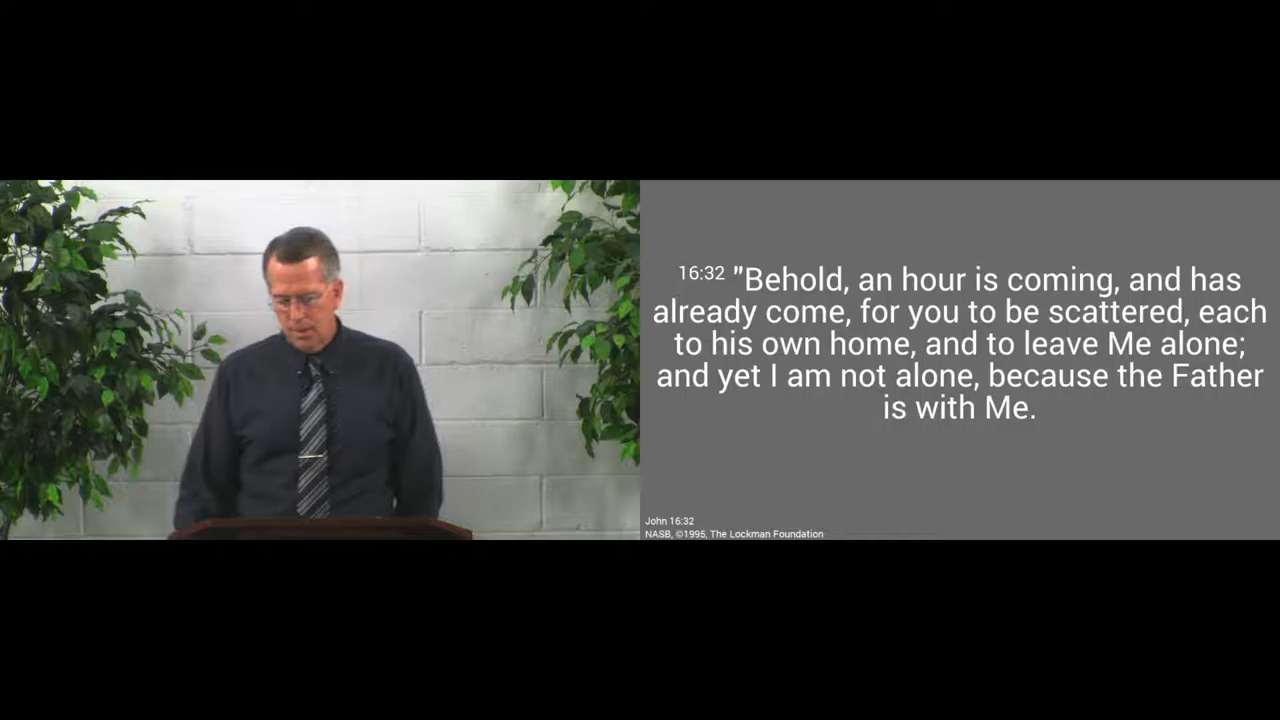 16:32 "Behold, an hour is coming, and has
already come, for you to be scattered, each
to his own home, and to leave Me alone;
and yet I am not alone, because the Father
is with Me.
John 16:32
NASB, ©1995, The Lockman Foundation